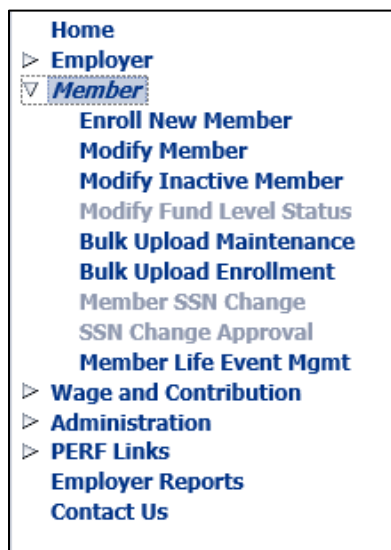 Home
Employer
Member
Enroll New Member
Modify Member
Modify Inactive Member
Modify Fund Level Status
Bulk Upload Maintenance
Bulk Upload Enrollment
Member SSN Change
SSN Change Approval
Member Life Event Mgmt
Wage and Contribution
Administration
PERF Links
Employer Reports
Contact Us